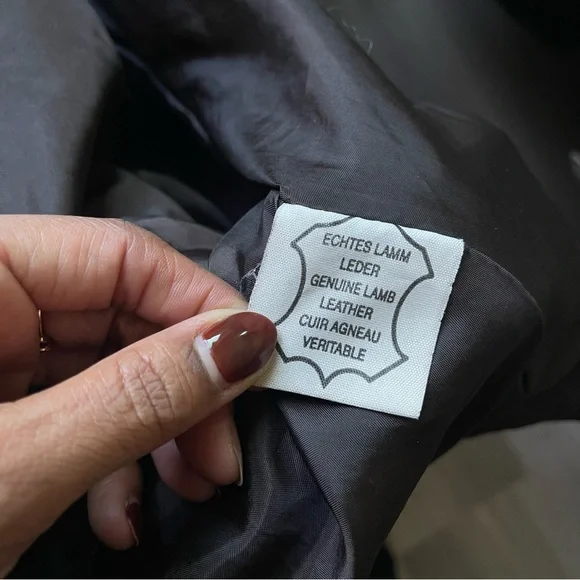 ECHTES LAMM
LEDER
GENUINE LAMB
LEATHER
CUIR AGNEAU
VERITABLE